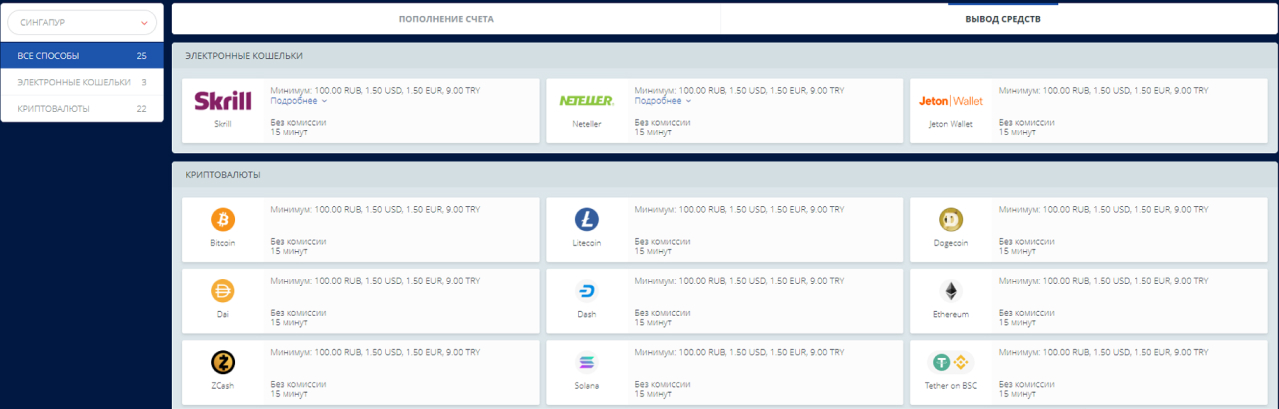 СИНГАПУР
ПОПОЛНЕНИЕ СЧЕТА
ВЫВОД СРЕДСТВ
ВСЕ СПОСОБЫ 25
ЭЛЕКТРОННЫЕ КОШЕЛЬКИ 3
КРИПТОВАЛЮТЫ 22
ЭЛЕКТРОННЫЕ КОШЕЛЬКИ
Skrill
Skrill
Минимум: 100.00 RUB, 1.50 USD, 1.50 EUR, 9.00 TRY
Подробнее
Без комиссии
15 минут
NETELLER
Neteller
Минимум: 100.00 RUB, 1.50 USD, 1.50 EUR, 9.00 TRY
Подробнее
Без комиссии
15 минут
Jeton Wallet
Jeton Wallet
Минимум: 100.00 RUB, 1.50 USD, 1.50 EUR, 9.00 TRY
Без комиссии
15 минут
КРИПТОВАЛЮТЫ
Bitcoin
Минимум: 100.00 RUB, 1.50 USD, 1.50 EUR, 9.00 TRY
Без комиссии
15 минут
Litecoin
Минимум: 100.00 RUB, 1.50 USD, 1.50 EUR, 9.00 TRY
Без комиссии
15 минут
Dogecoin
Минимум: 100.00 RUB, 1.50 USD, 1.50 EUR, 9.00 TRY
Без комиссии
15 минут
Dai
Минимум: 100.00 RUB, 1.50 USD, 1.50 EUR, 9.00 TRY
Без комиссии
15 минут
Dash
Минимум: 100.00 RUB, 1.50 USD, 1.50 EUR, 9.00 TRY
Без комиссии
15 минут
Ethereum
Минимум: 100.00 RUB, 1.50 USD, 1.50 EUR, 9.00 TRY
Без комиссии
15 минут
ZCash
Минимум: 100.00 RUB, 1.50 USD, 1.50 EUR, 9.00 TRY
Без комиссии
15 минут
Solana
Минимум: 100.00 RUB, 1.50 USD, 1.50 EUR, 9.00 TRY
Без комиссии
15 минут
Tether on BSC
Минимум: 100.00 RUB, 1.50 USD, 1.50 EUR, 9.00 TRY
Без комиссии
15 минут